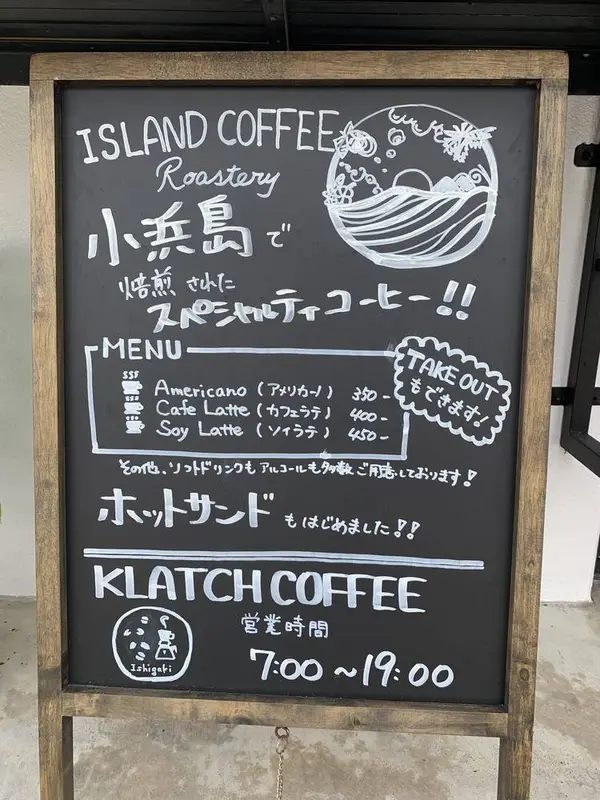 ISLAND COFFEE
Roastery
小浜島で
焙煎された
スペシャルティコーヒー!!
MENU
Americano (アメリカーノ) 350-
Cafe Latte (カフェラテ) 400-
Soy Latte (ソイラテ) 450-
TAKE OUT
もできます!
その他、ソフトドリンクもアルコールも多数ご用意しております!
ホットサンドもはじめました!!
KLATCH COFFEE
営業時間
7:00~19:00
Ishigaki